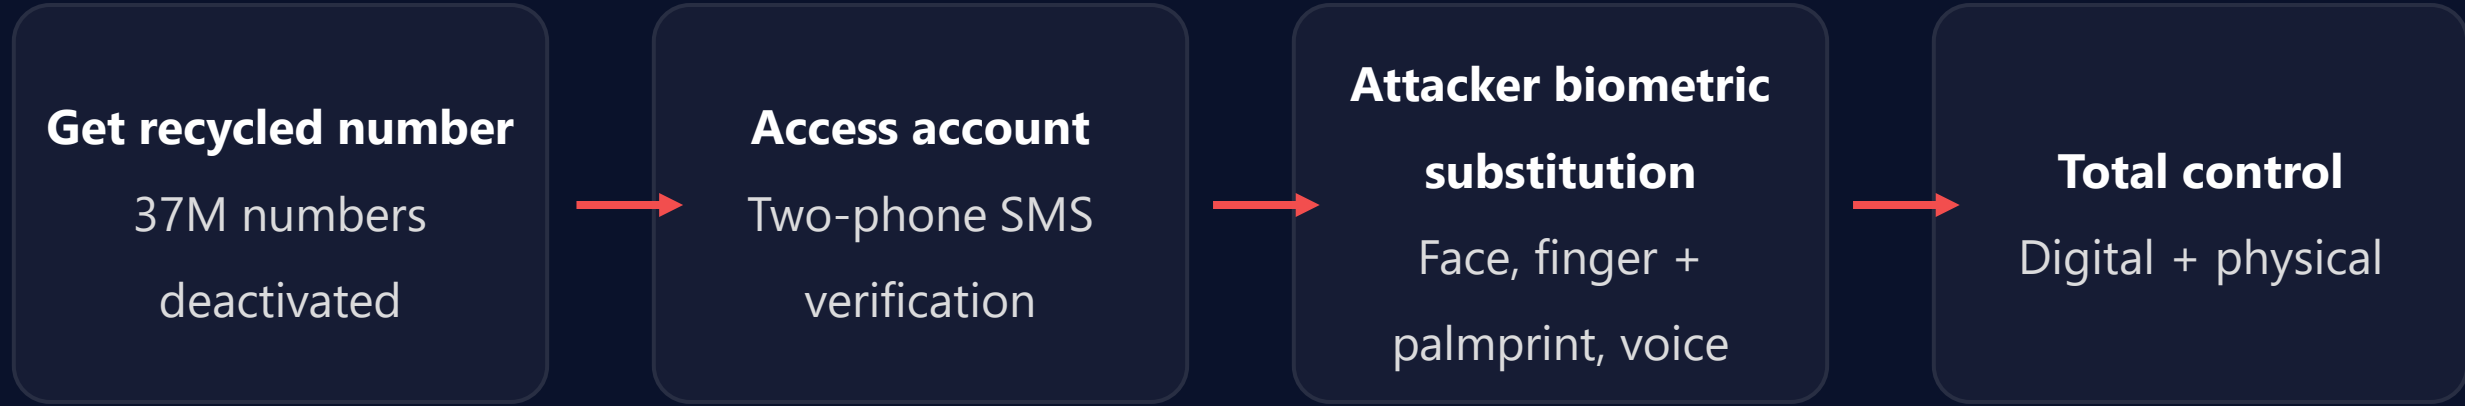 Get recycled number
37M numbers
deactivated
Access account
Two-phone SMS
verification
Attacker biometric
substitution
Face, finger +
palmprint, voice
Total control
Digital + physical